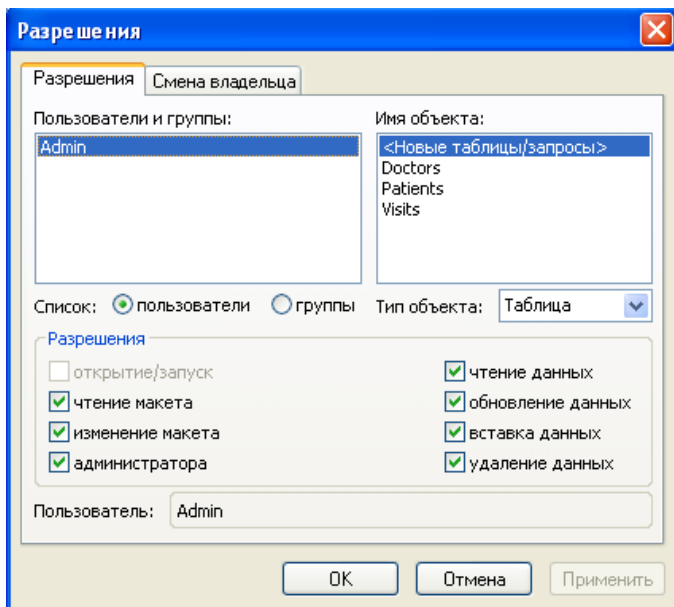 Разрешения
Разрешения Смена владельца
Пользователи и группы: Имя объекта:
Admin <Новые таблицы/запросы>
Doctors
Patients
Visits
Список: пользователи группы Тип объекта: Таблица
Разрешения
открытие/запуск чтение данных
чтение макета обновление данных
изменение макета вставка данных
администратора удаление данных
Пользователь: Admin
OK Отмена Применить